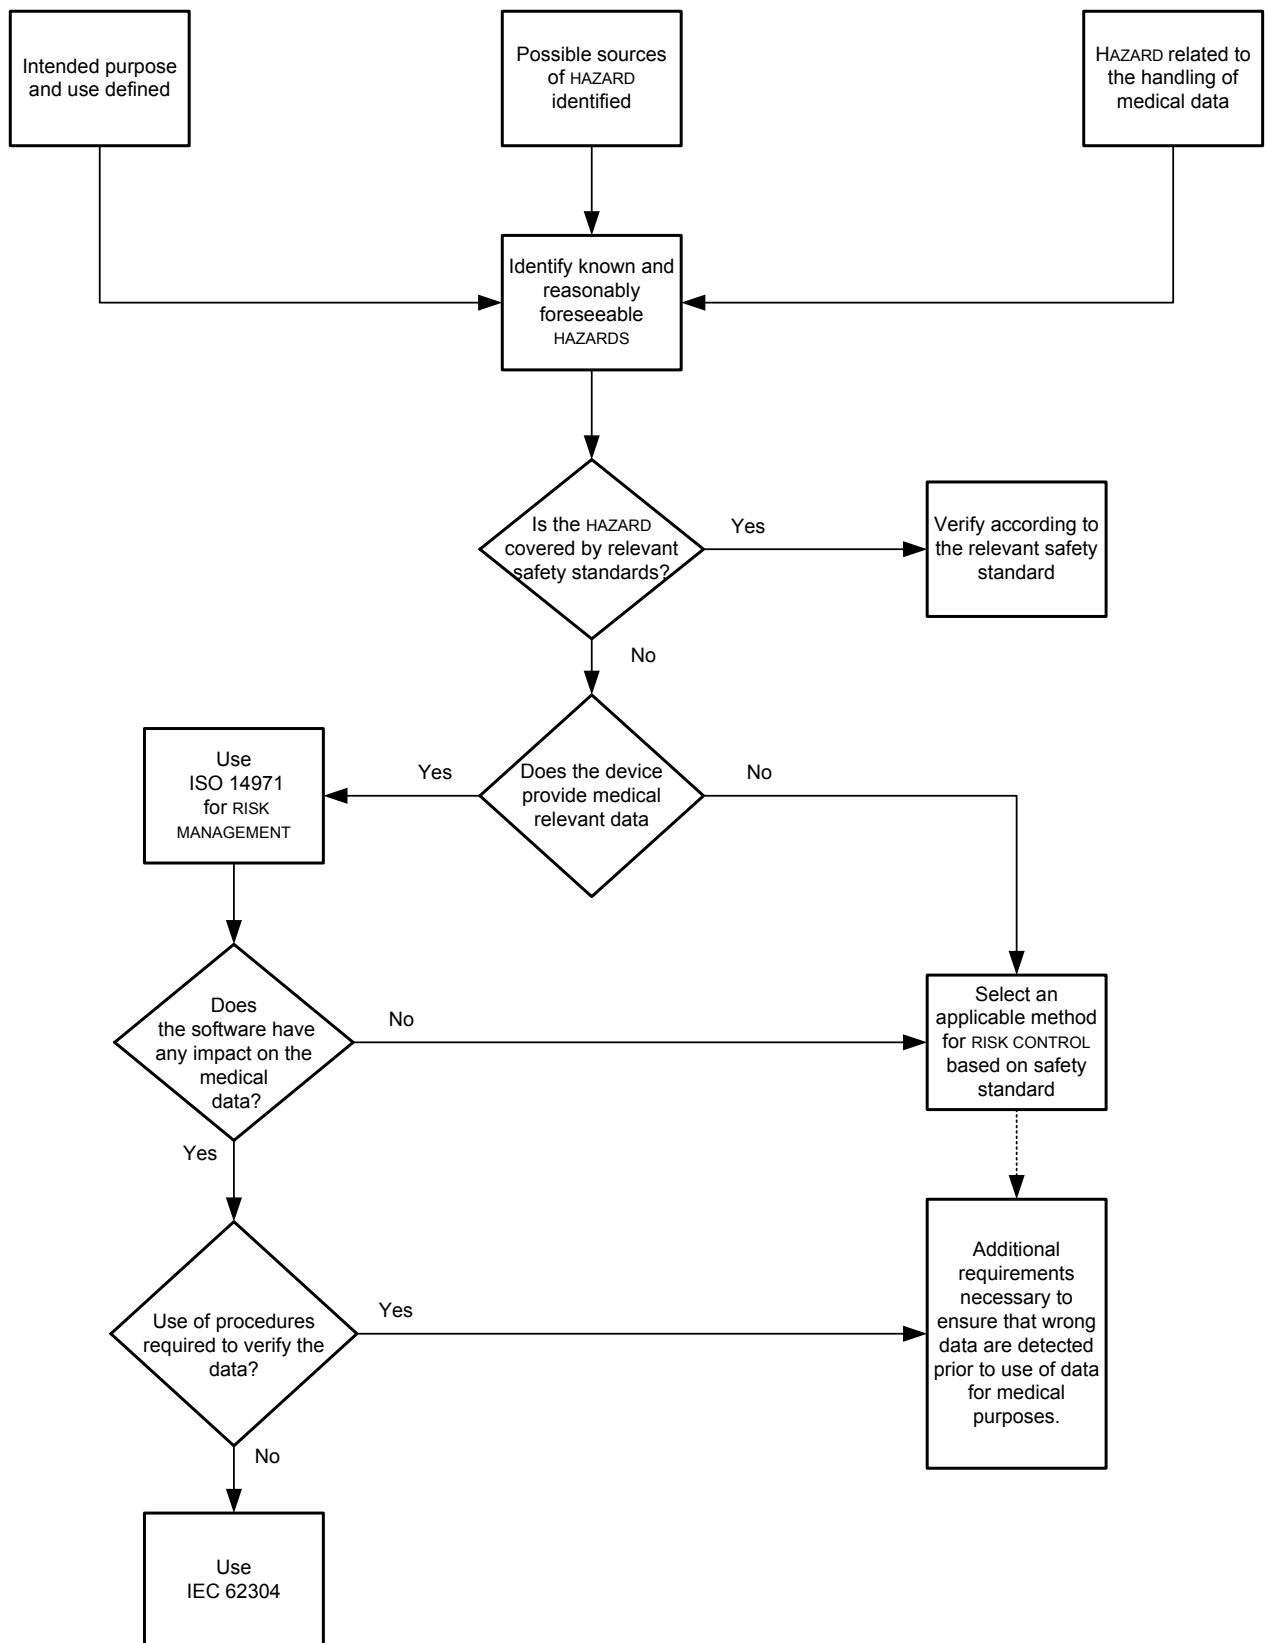 Intended purpose
and use defined
Possible sources
of HAZARD
identified
HAZARD related to
the handling of
medical data
Identify known and
reasonably
foreseeable
HAZARDS
Is the HAZARD
covered by relevant
safety standards?
Yes
Verify according to
the relevant safety
standard
No
Use
ISO 14971
for RISK
MANAGEMENT
Yes
Does the device
provide medical
relevant data
No
Does
the software have
any impact on the
medical
data?
No
Select an
applicable method
for RISK CONTROL
based on safety
standard
Yes
Use of procedures
required to verify the
data?
Yes
Additional
requirements
necessary to
ensure that wrong
data are detected
prior to use of data
for medical
purposes.
No
Use
IEC 62304